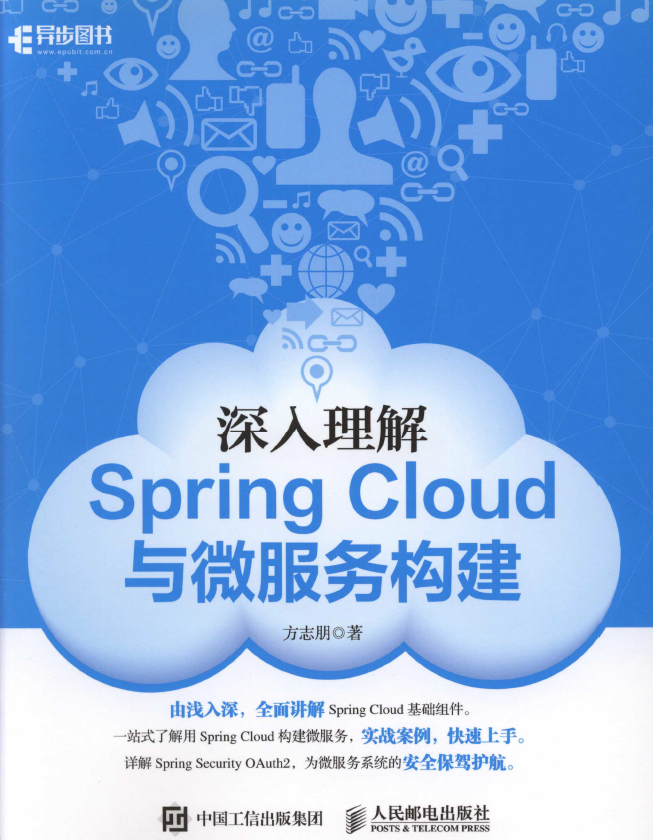 异步图书
www.epubit.com.cn
深入理解
Spring Cloud
与微服务构建
方志朋◎著
由浅入深，全面讲解 Spring Cloud 基础组件。
一站式了解用 Spring Cloud 构建微服务，实战案例，快速上手。
详解 Spring Security OAuth2，为微服务系统的安全保驾护航。
中国工信出版集团
人民邮电出版社
POSTS & TELECOM PRESS